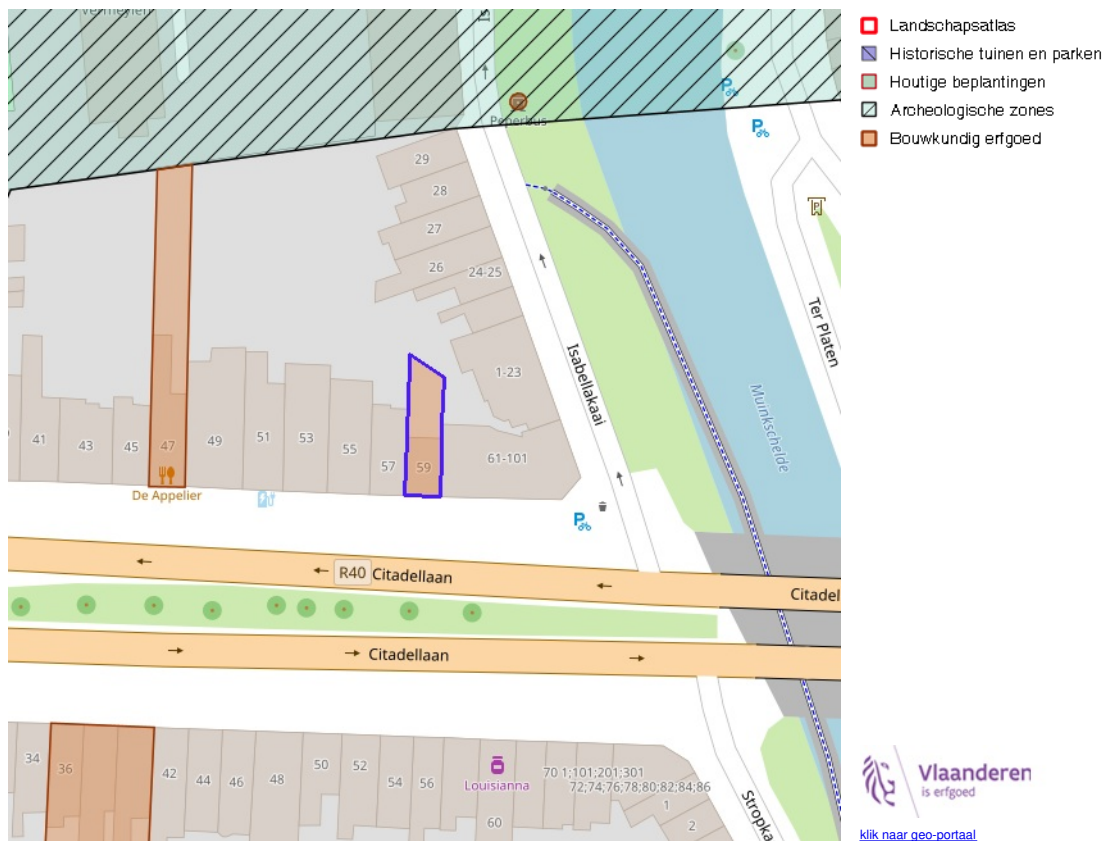 Landschapsatlas
Historische tuinen en parken
Houtige beplantingen
Archeologische zones
Bouwkundig erfgoed
Vermeylen
Peperbus
29
28
27
26
24-25
1-23
Isabellakaai
Ter Platen
Muinkschelde
41
43
45
47
49
51
53
55
57
59
61-101
De Appelier
R40 Citadellaan
Citadel
Citadellaan
34
36
42
44
46
48
50
52
54
56
Louisianna
60
70 1;101;201;301
72;74;76;78;80;82;84;86
1
2
Stropka
Vlaanderen
is erfgoed
klik naar geo-portaal